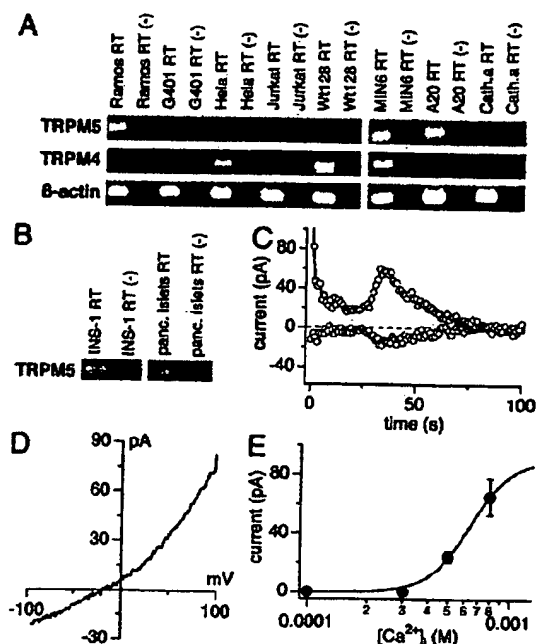 A
Ramos RT
Ramos RT (-)
G401 RT
G401 RT (-)
Hela RT
Hela RT (-)
Jurkat RT
Jurkat RT (-)
Wt128 RT
Wt128 RT (-)
MIN6 RT
MIN6 RT (-)
A20 RT
A20 RT (-)
Cath.a RT
Cath.a RT (-)
TRPM5
TRPM4
ß-actin
B
INS-1 RT
INS-1 RT (-)
panc. islets RT
panc. islets RT (-)
TRPM5
C
current (pA)
80
40
0
-40
0 50 100
time (s)
D
pA
90
60
30
-30
mV
-100 100
E
current (pA)
80
40
0
0.0001 2 3 4 5 6 7 8 0.001
[Ca²⁺]i (M)